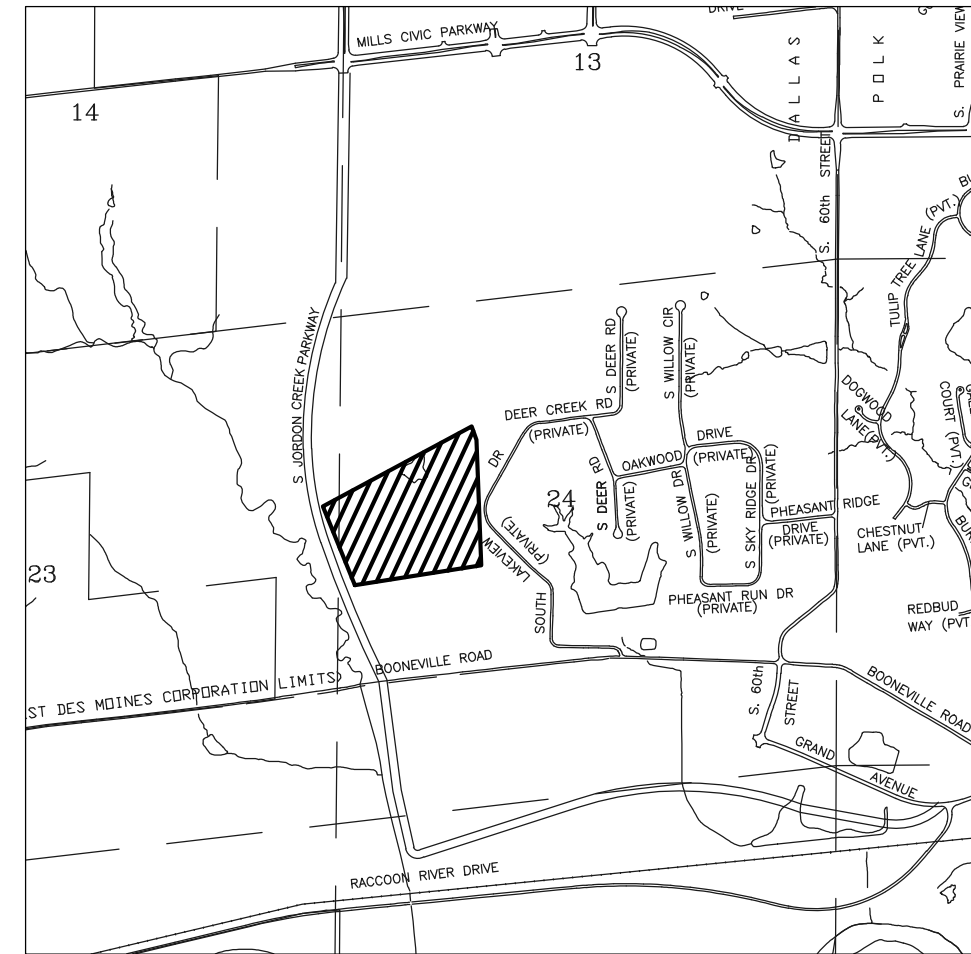 DRIVE
MILLS CIVIC PARKWAY
13
14
DALLAS
POLK
S. PRAIRIE VIEW
S. 60th STREET
TULIP TREE LANE (PVT.)
S JORDON CREEK PARKWAY
S DEER RD
(PRIVATE)
S WILLOW CIR
(PRIVATE)
DOGWOOD
LANE(PVT.)
COURT (PVT.)
DEER CREEK RD
(PRIVATE)
DRIVE
(PRIVATE)
OAKWOOD
DR
LAKEVIEW
(PRIVATE)
SOUTH
S DEER RD
(PRIVATE)
24
S WILLOW DR
(PRIVATE)
S SKY RIDGE DR
(PRIVATE)
PHEASANT RIDGE
DRIVE
(PRIVATE)
CHESTNUT
LANE (PVT.)
23
PHEASANT RUN DR
(PRIVATE)
REDBUD
WAY (PVT
BOONEVILLE ROAD
ST DES MOINES CORPORATION LIMITS)
S. 60th
STREET
BOONEVILLE ROAD
GRAND
AVENUE
RACCOON RIVER DRIVE